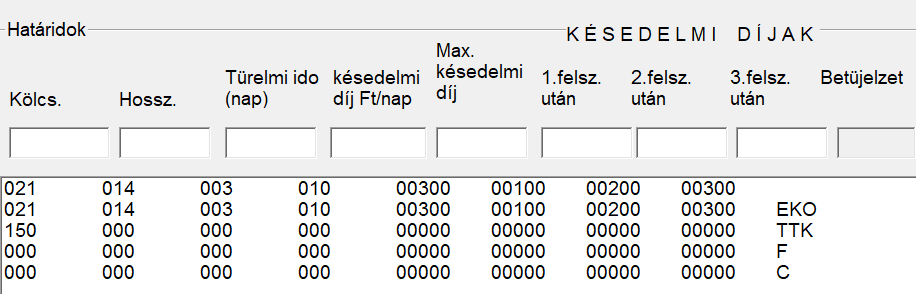 Határidok
K É S E D E L M I D Í J A K
Kölcs.
Hossz.
Türelmi ido
(nap)
késedelmi
díj Ft/nap
Max.
késedelmi
díj
1.felsz.
után
2.felsz.
után
3.felsz.
után
Betüjelzet
021 014 003 010 00300 00100 00200 00300
021 014 003 010 00300 00100 00200 00300 EKO
150 000 000 000 00000 00000 00000 00000 TTK
000 000 000 000 00000 00000 00000 00000 F
000 000 000 000 00000 00000 00000 00000 C